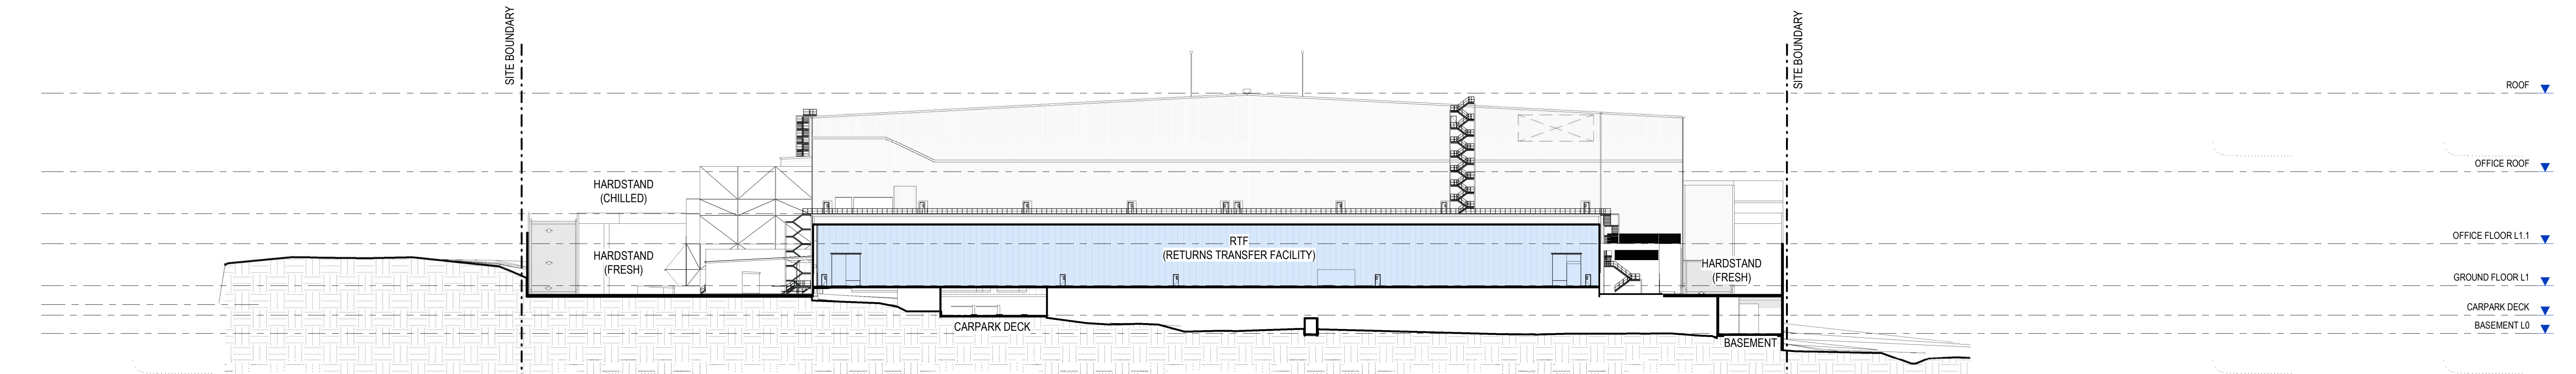 SITE BOUNDARY
SITE BOUNDARY
ROOF
OFFICE ROOF
HARDSTAND
(CHILLED)
OFFICE FLOOR L1.1
RTF
(RETURNS TRANSFER FACILITY)
HARDSTAND
(FRESH)
HARDSTAND
(FRESH)
GROUND FLOOR L1
CARPARK DECK
CARPARK DECK
BASEMENT L0
BASEMENT